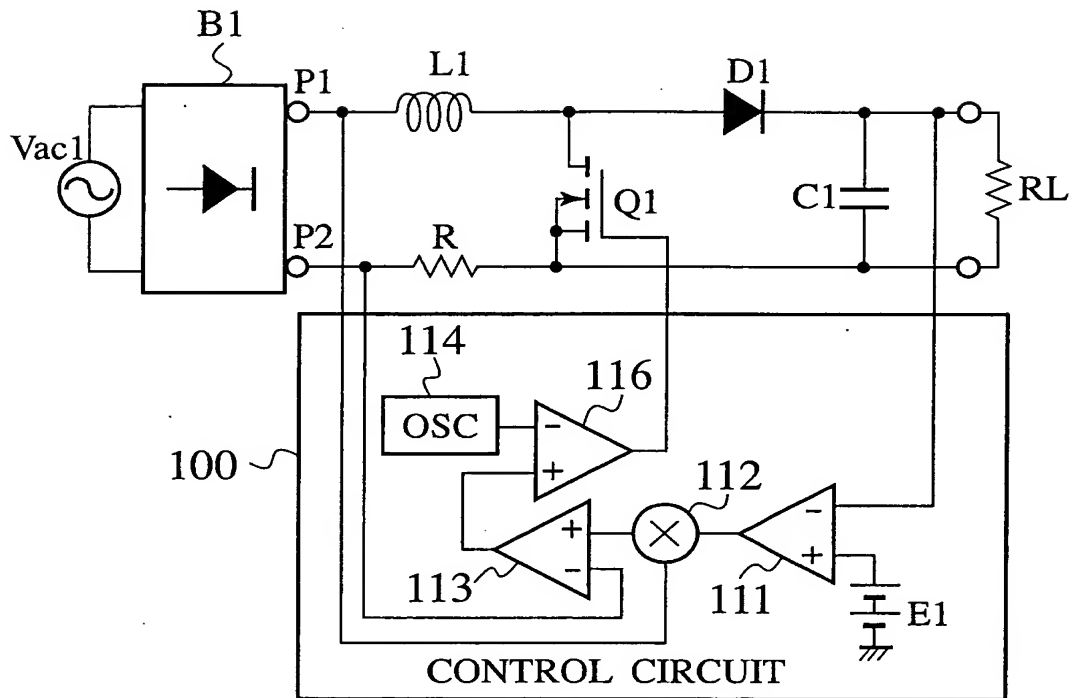 B1
P1
L1
D1
Vac1
Q1
C1
RL
P2
R
114
116
OSC
-
+
100
112
+
-
-
+
113
111
E1
CONTROL CIRCUIT